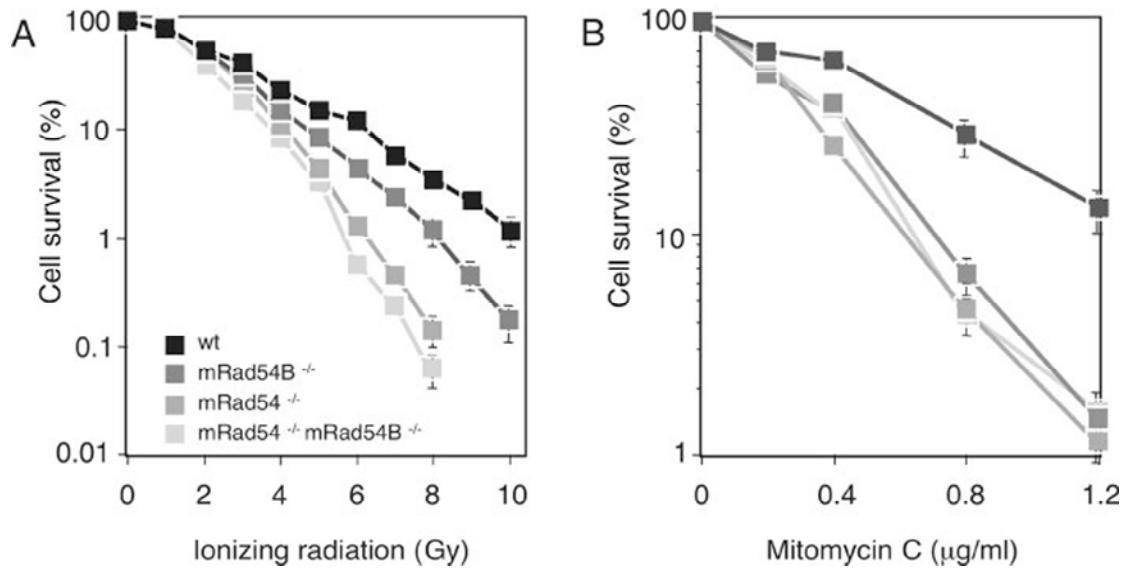 A
Cell survival (%)
100
10
1
0.1
0.01
wt
mRad54B -/-
mRad54 -/-
mRad54 -/- mRad54B -/-
0 2 4 6 8 10
Ionizing radiation (Gy)
B
Cell survival (%)
100
10
1
0 0.4 0.8 1.2
Mitomycin C (μg/ml)